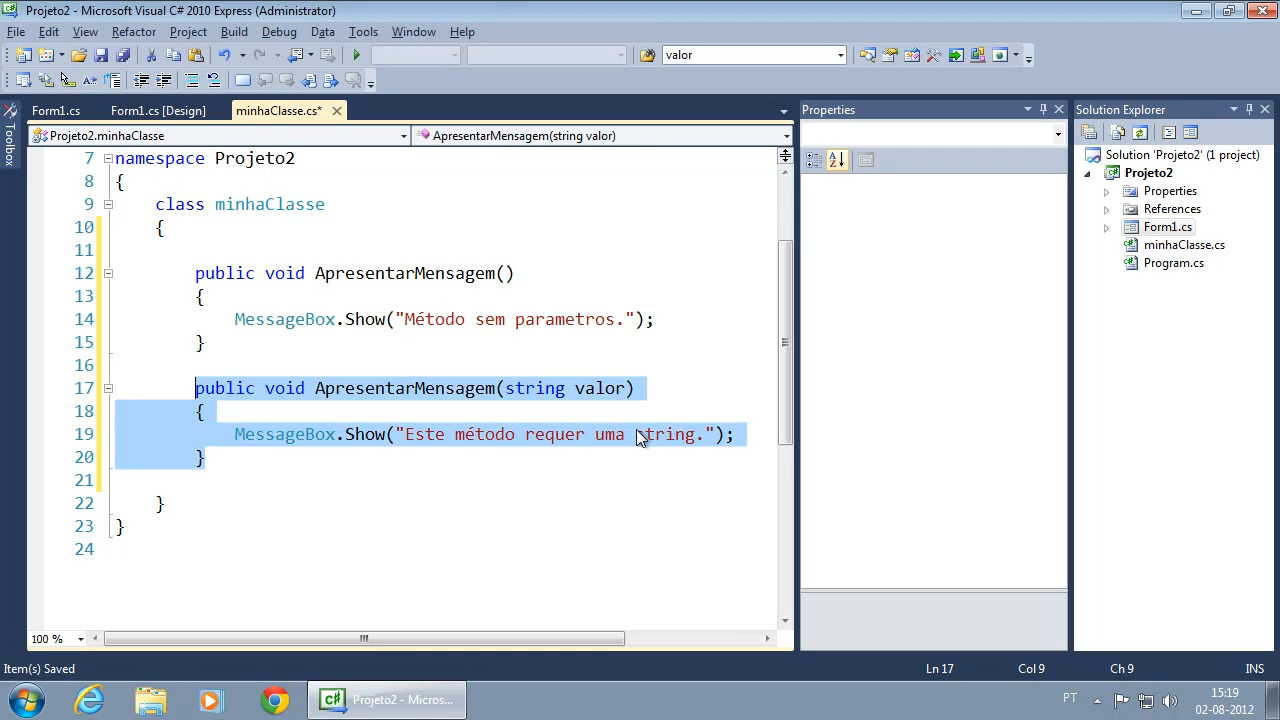 Projeto2 - Microsoft Visual C# 2010 Express (Administrator)
File Edit View Refactor Project Build Debug Data Tools Window Help
valor
Form1.cs Form1.cs [Design] minhaClasse.cs*
Projeto2.minhaClasse ApresentarMensagem(string valor)
Toolbox
7 namespace Projeto2
8 {
9 class minhaClasse
10 {
11
12 public void ApresentarMensagem()
13 {
14 MessageBox.Show("Método sem parametros.");
15 }
16
17 public void ApresentarMensagem(string valor)
18 {
19 MessageBox.Show("Este método requer uma string.");
20 }
21
22 }
23 }
24
100 %
Properties
Solution Explorer
Solution 'Projeto2' (1 project)
Projeto2
Properties
References
Form1.cs
minhaClasse.cs
Program.cs
Item(s) Saved Ln 17 Col 9 Ch 9 INS
Projeto2 - Micros... PT 15:19
02-08-2012